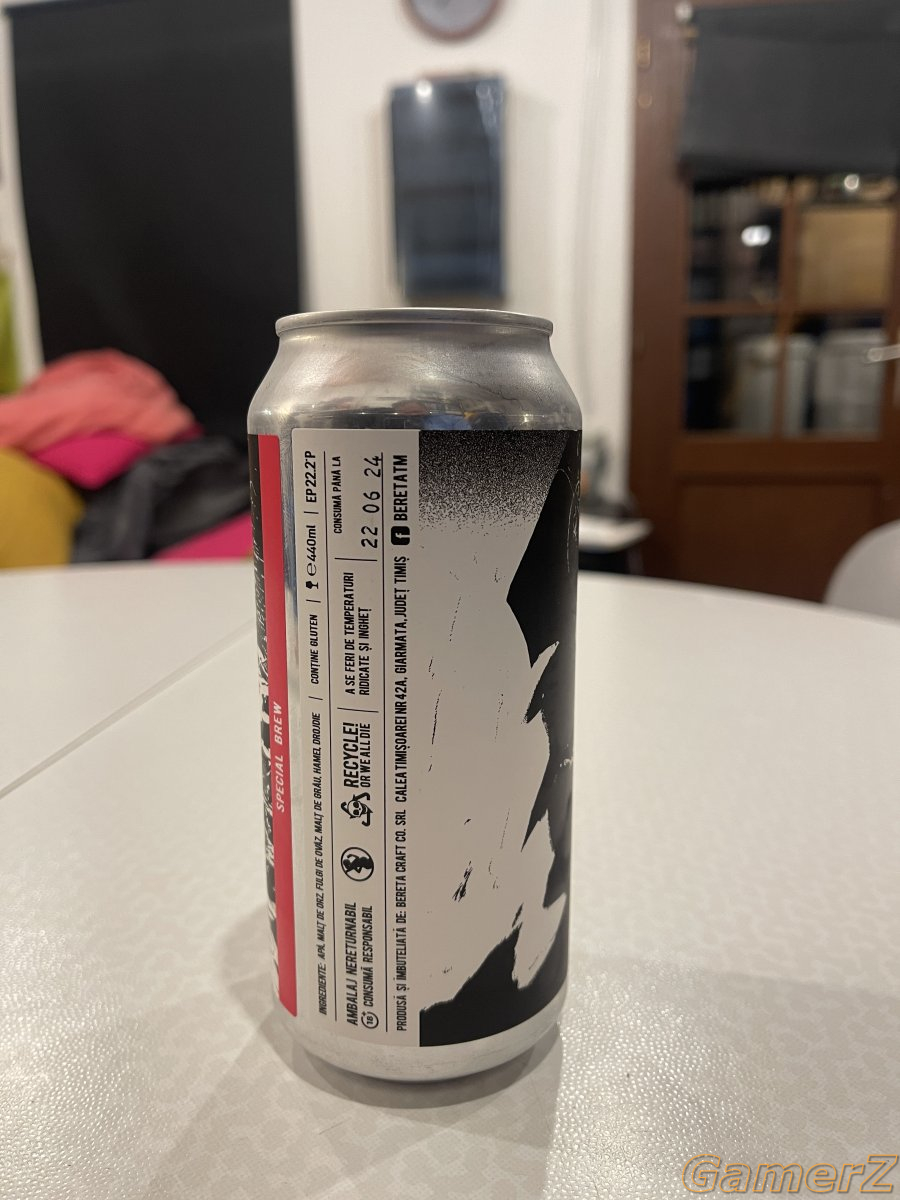 SPECIAL BREW
INGREDIENTE: APĂ, MALȚ DE ORZ, FULGI DE OVĂZ, MALȚ DE GRÂU, HAMEI, DROJDIE | CONȚINE GLUTEN | e 440ml | EP 22.2°P
AMBALAJ NERETURNABIL
18+ CONSUMĂ RESPONSABIL
RECYCLE!
OR WE ALL DIE
A SE FERI DE TEMPERATURI
RIDICATE ȘI ÎNGHEȚ
CONSUMĂ PÂNĂ LA
22 06 24
PRODUSĂ ȘI ÎMBUTELIATĂ DE: BERETA CRAFT CO. SRL CALEA TIMIȘOAREI NR 42A, GIARMATA, JUDEȚ TIMIȘ f BERETATM
GamerZ